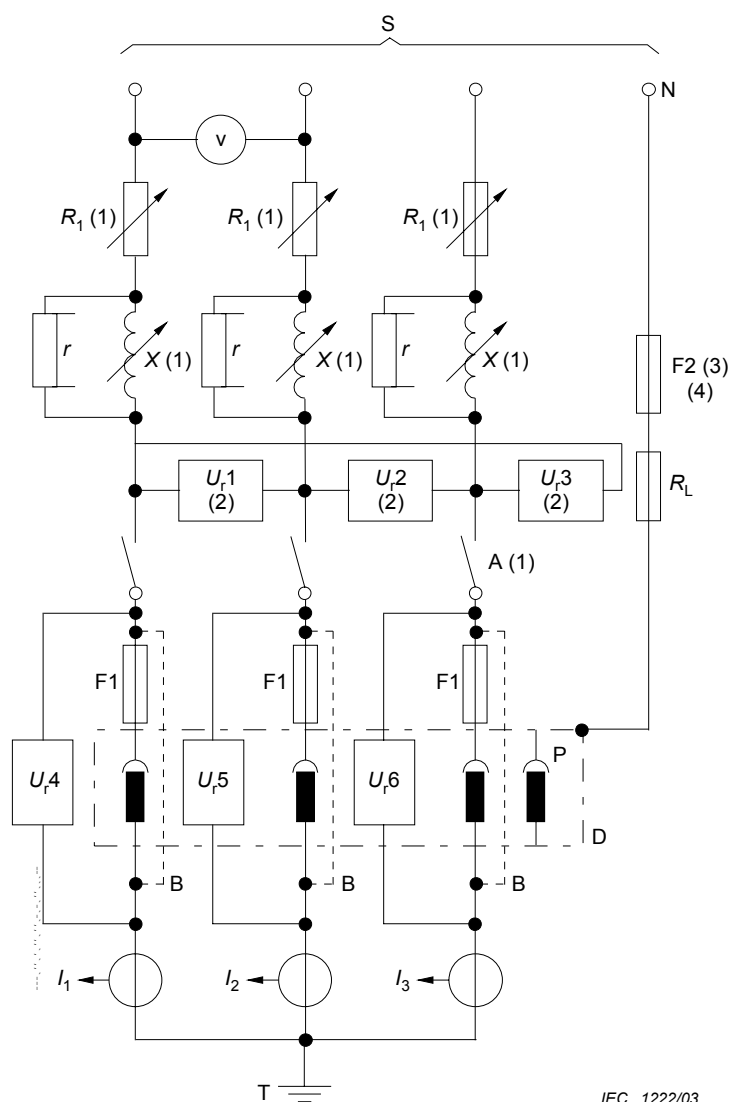 S
N
v
R1 (1) R1 (1) R1 (1)
r X (1) r X (1) r X (1)
F2 (3)
(4)
Ur1
(2)
Ur2
(2)
Ur3
(2)
RL
A (1)
F1 F1 F1
P
Ur4 Ur5 Ur6
D
B B B
I1 I2 I3
T
IEC 1222/03